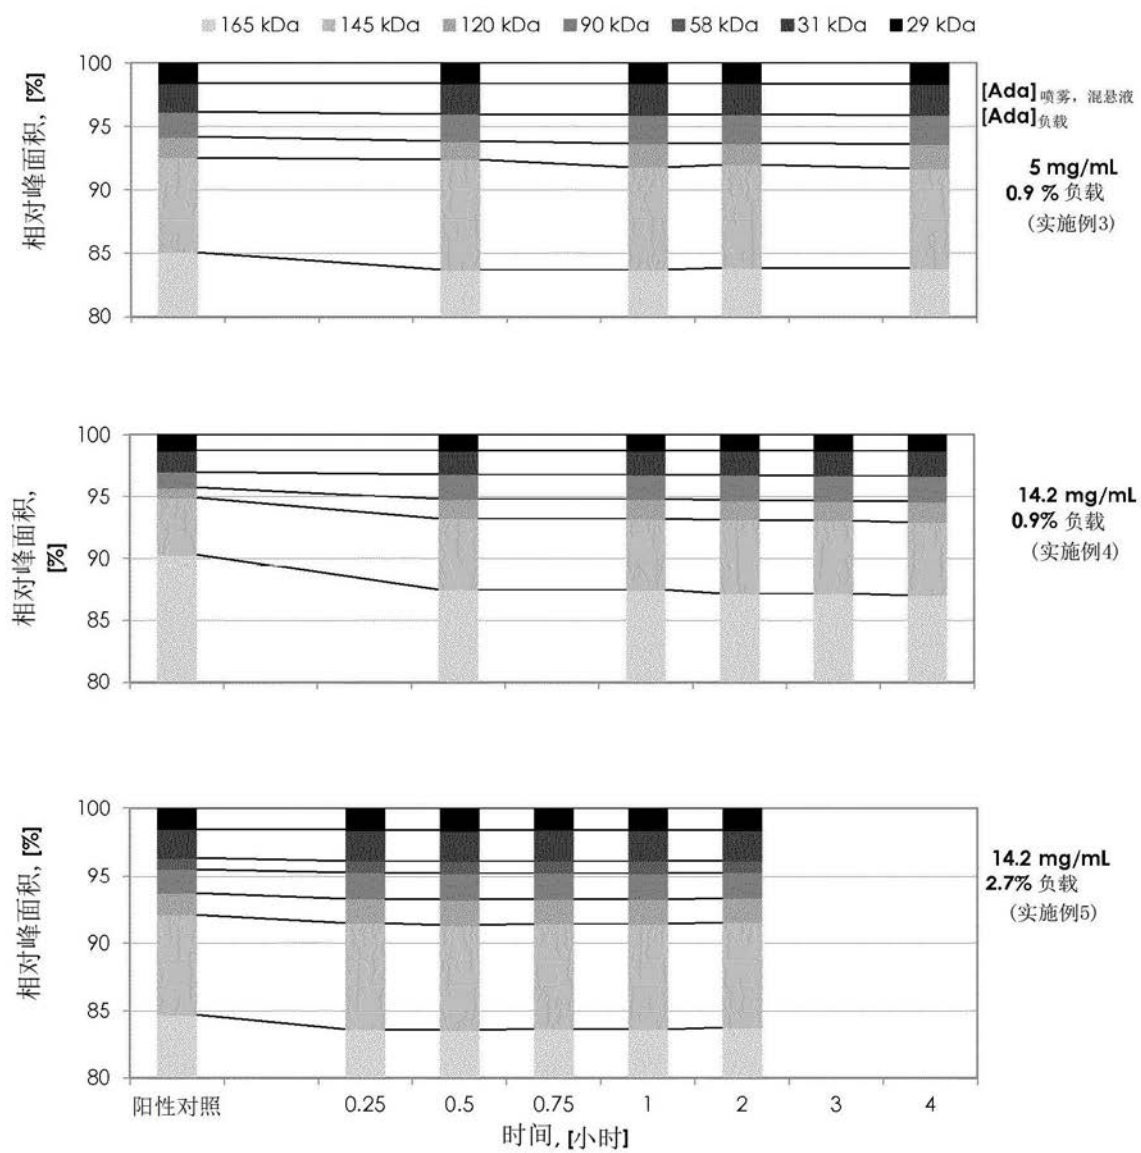 165 kDa 145 kDa 120 kDa 90 kDa 58 kDa 31 kDa 29 kDa
相对峰面积, [%]
100
95
90
85
80
[Ada]喷雾，混悬液
[Ada]负载
5 mg/mL
0.9 % 负载
(实施例3)
相对峰面积,
[%]
100
95
90
85
80
14.2 mg/mL
0.9% 负载
(实施例4)
相对峰面积, [%]
100
95
90
85
80
14.2 mg/mL
2.7% 负载
(实施例5)
阳性对照 0.25 0.5 0.75 1 2 3 4
时间, [小时]